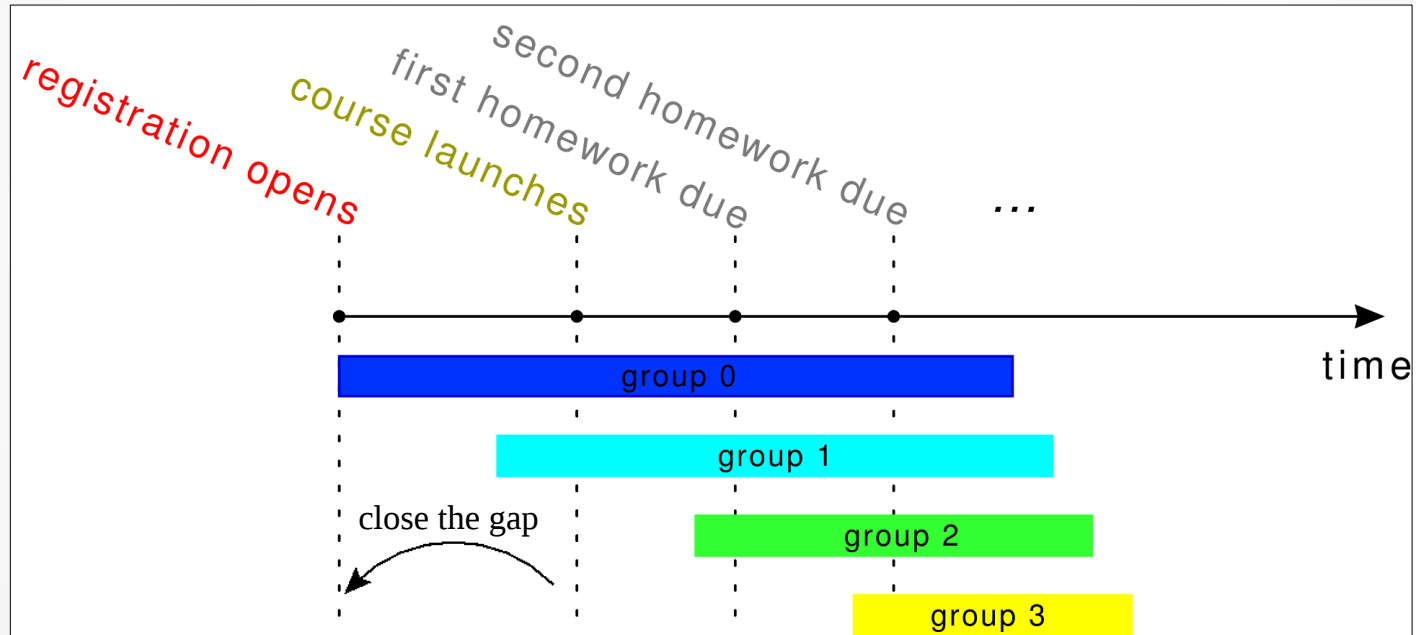 registration opens
course launches
first homework due
second homework due
...
time
group 0
group 1
close the gap
group 2
group 3